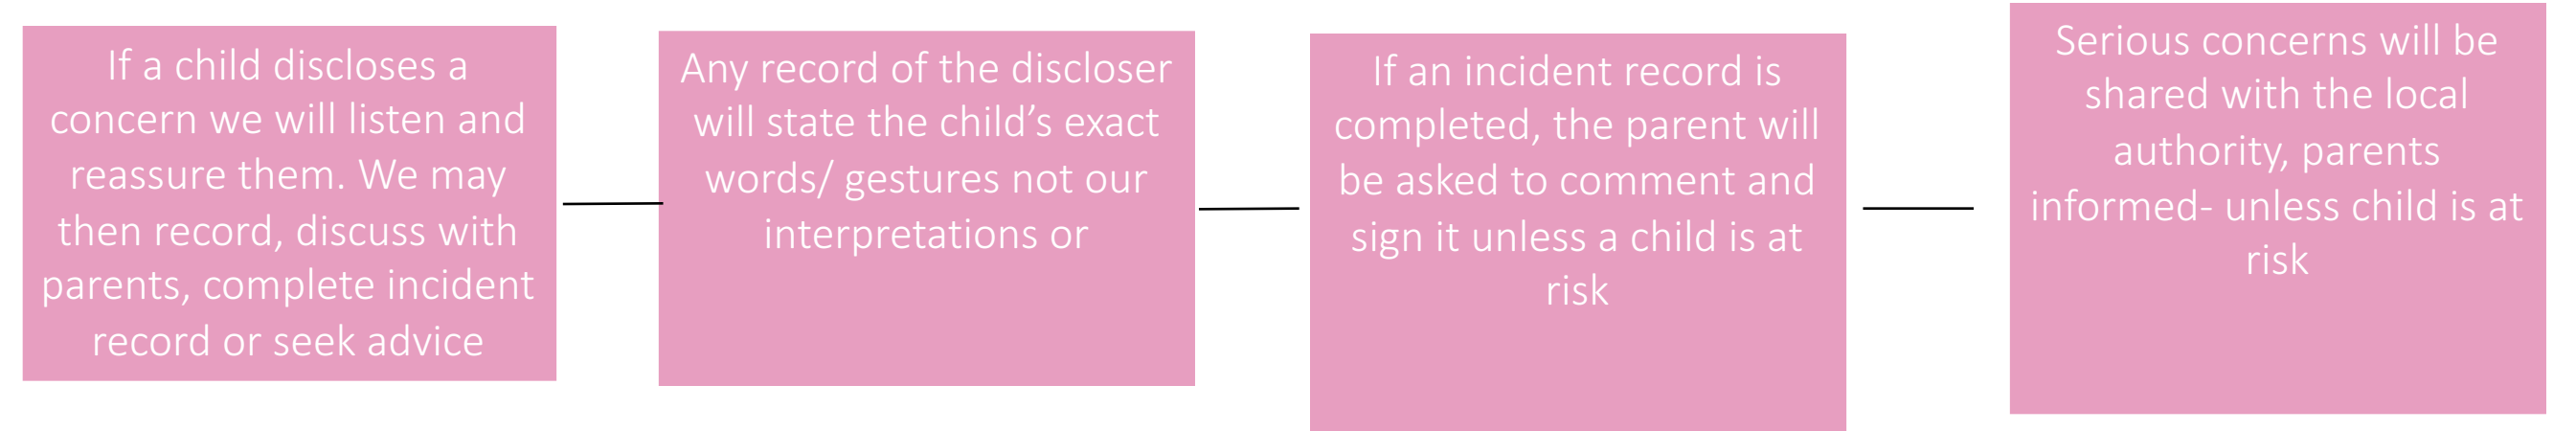 If a child discloses a
concern we will listen and
reassure them. We may
then record, discuss with
parents, complete incident
record or seek advice
Any record of the discloser
will state the child’s exact
words/ gestures not our
interpretations or
If an incident record is
completed, the parent will
be asked to comment and
sign it unless a child is at
risk
Serious concerns will be
shared with the local
authority, parents
informed- unless child is at
risk